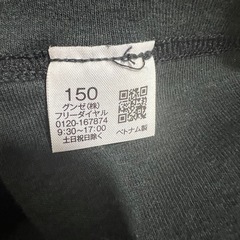 150
グンゼ(株)
フリーダイヤル
0120-167874
9:30~17:00
土日祝日除く
ベトナム製